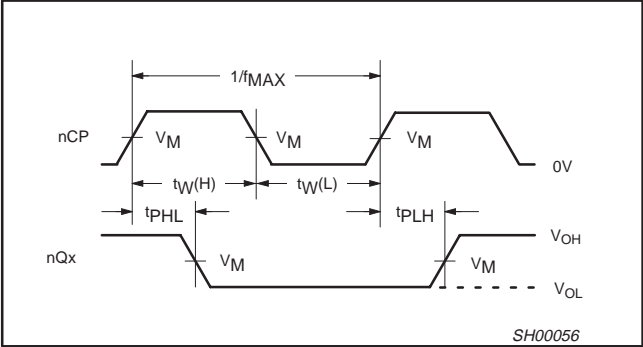 1/fMAX
nCP
VM
VM
VM
0V
tW(H)
tW(L)
tPHL
tPLH
nQx
VM
VM
VOH
VOL
SH00056